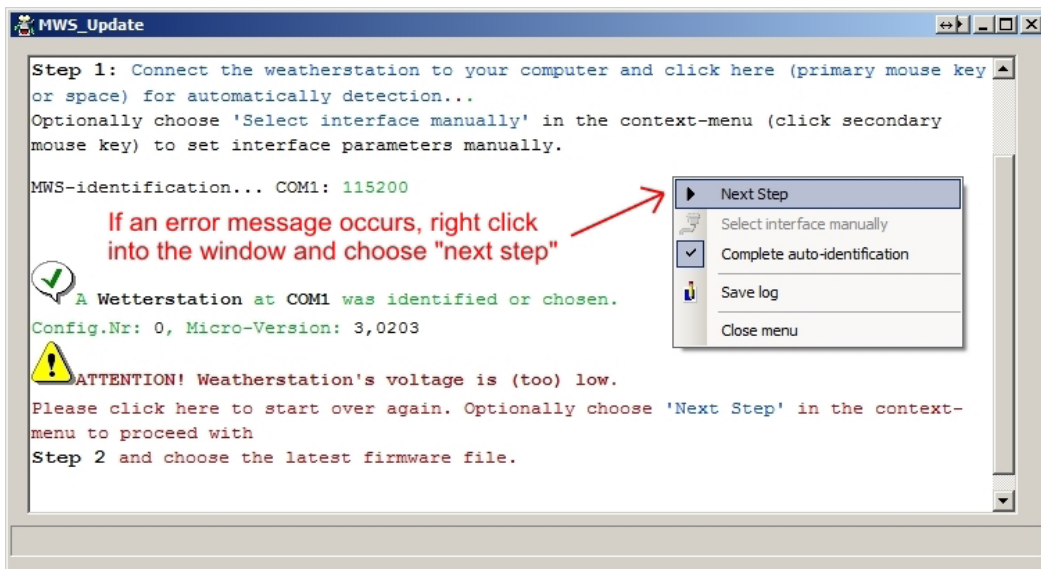 MWS_Update
Step 1: Connect the weatherstation to your computer and click here (primary mouse key
or space) for automatically detection...
Optionally choose 'Select interface manually' in the context-menu (click secondary
mouse key) to set interface parameters manually.
MWS-identification... COM1: 115200
If an error message occurs, right click
into the window and choose "next step"
Next Step
Select interface manually
Complete auto-identification
Save log
Close menu
A Wetterstation at COM1 was identified or chosen.
Config.Nr: 0, Micro-Version: 3,0203
ATTENTION! Weatherstation's voltage is (too) low.
Please click here to start over again. Optionally choose 'Next Step' in the context-
menu to proceed with
Step 2 and choose the latest firmware file.